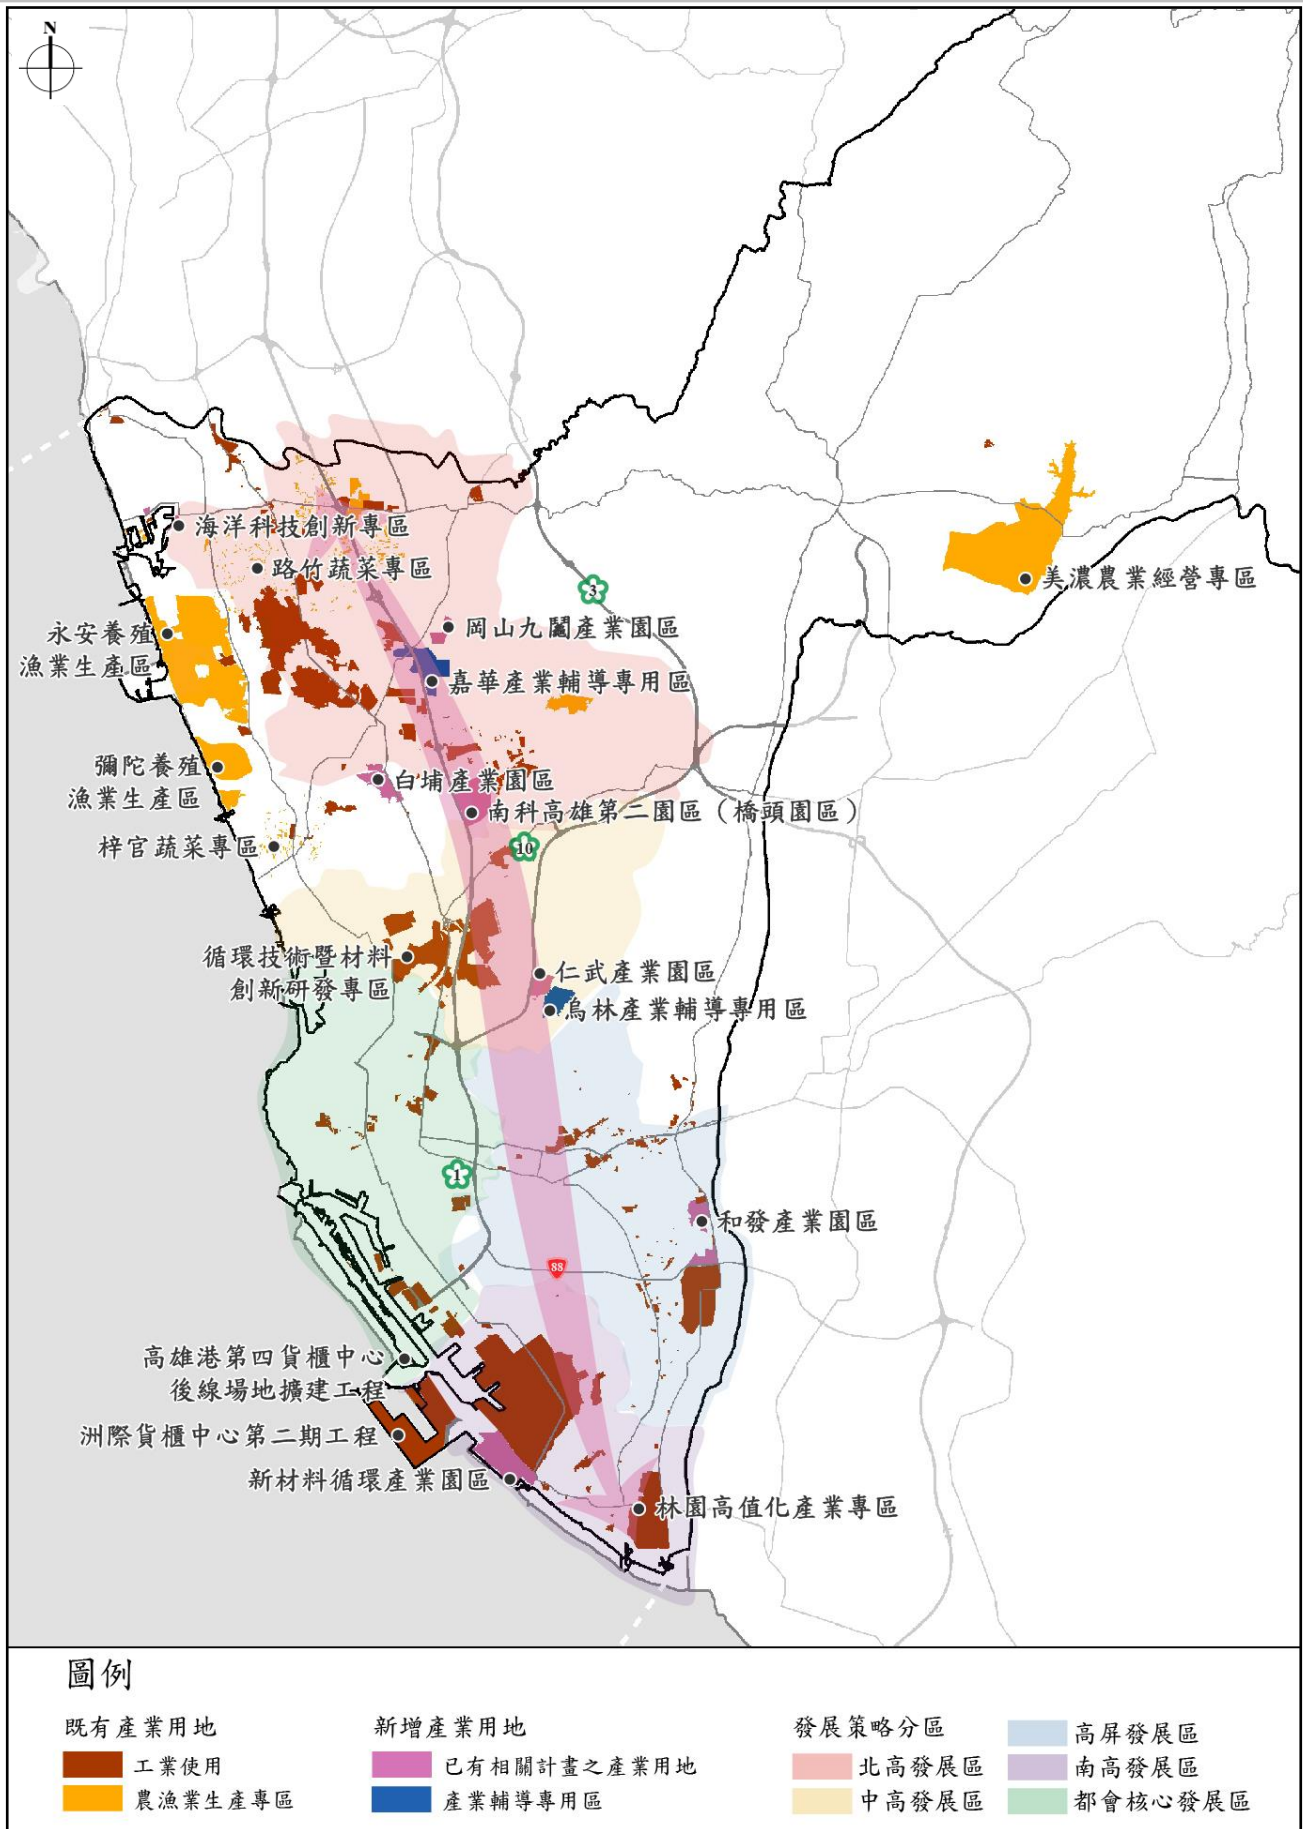 N
海洋科技創新專區
路竹蔬菜專區
3
美濃農業經營專區
永安養殖
漁業生產區
岡山九鬮產業園區
嘉華產業輔導專用區
彌陀養殖
漁業生產區
白埔產業園區
南科高雄第二園區（橋頭園區）
梓官蔬菜專區
10
循環技術暨材料
創新研發專區
仁武產業園區
烏林產業輔導專用區
1
和發產業園區
88
高雄港第四貨櫃中心
後線場地擴建工程
洲際貨櫃中心第二期工程
新材料循環產業園區
林園高值化產業專區
圖例
既有產業用地
工業使用
農漁業生產專區
新增產業用地
已有相關計畫之產業用地
產業輔導專用區
發展策略分區
北高發展區
中高發展區
高屏發展區
南高發展區
都會核心發展區